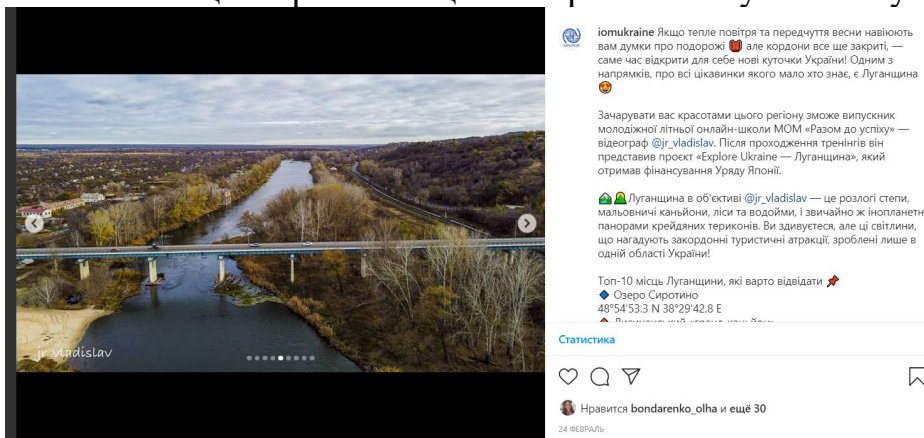 jr_vladislav
iomukraine Якщо тепле повітря та передчуття весни навіюють
вам думки про подорожі але кордони все ще закриті, —
саме час відкрити для себе нові куточки України! Одним з
напрямків, про всі цікавинки якого мало хто знає, є Луганщина
Зачарувати вас красотами цього регіону зможе випускник
молодіжної літньої онлайн-школи МОМ «Разом до успіху» —
відеограф @jr_vladislav. Після проходження тренінгів він
представив проєкт «Explore Ukraine — Луганщина», який
отримав фінансування Уряду Японії.
Луганщина в об'єктиві @jr_vladislav — це розлогі степи,
мальовничі каньйони, ліси та водойми, і звичайно ж інопланетн
панорами крейдяних териконів. Ви здивуєтеся, але ці світлини,
що нагадують закордонні туристичні атракції, зроблені лише в
одній області України!
Топ-10 місць Луганщини, які варто відвідати
Озеро Сиротино
48°54'53.3 N 38°29'42.8 E
Статистика
Нравится bondarenko_olha и ещё 30
24 ФЕВРАЛЬ